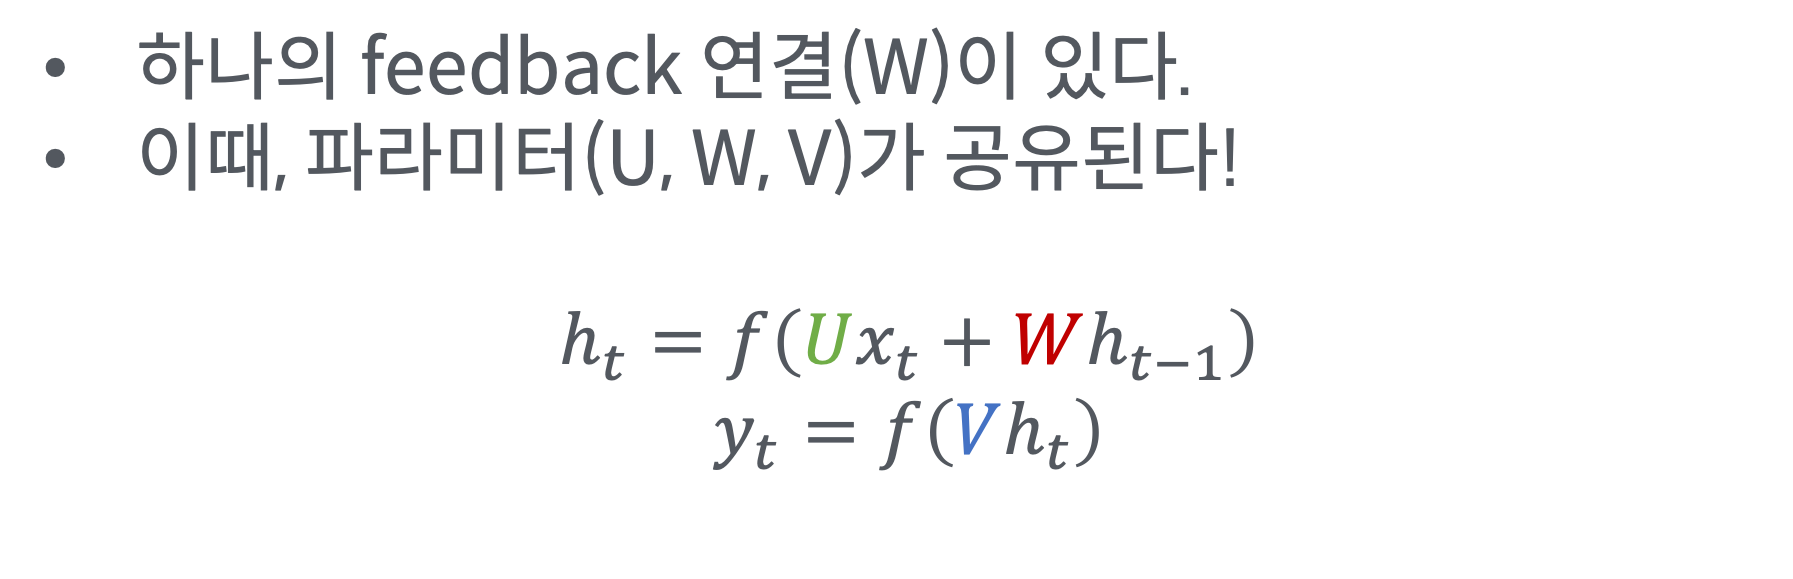 • 하나의 feedback 연결(W)이 있다.
• 이때, 파라미터(U, W, V)가 공유된다!
hₜ = f(Uxₜ + Whₜ₋₁)
yₜ = f(Vhₜ)